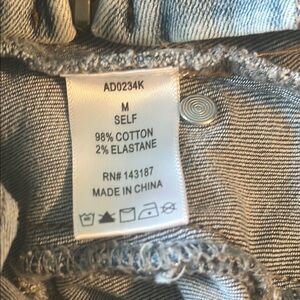 AD0234K
M
SELF
98% COTTON
2% ELASTANE
RN# 143187
MADE IN CHINA